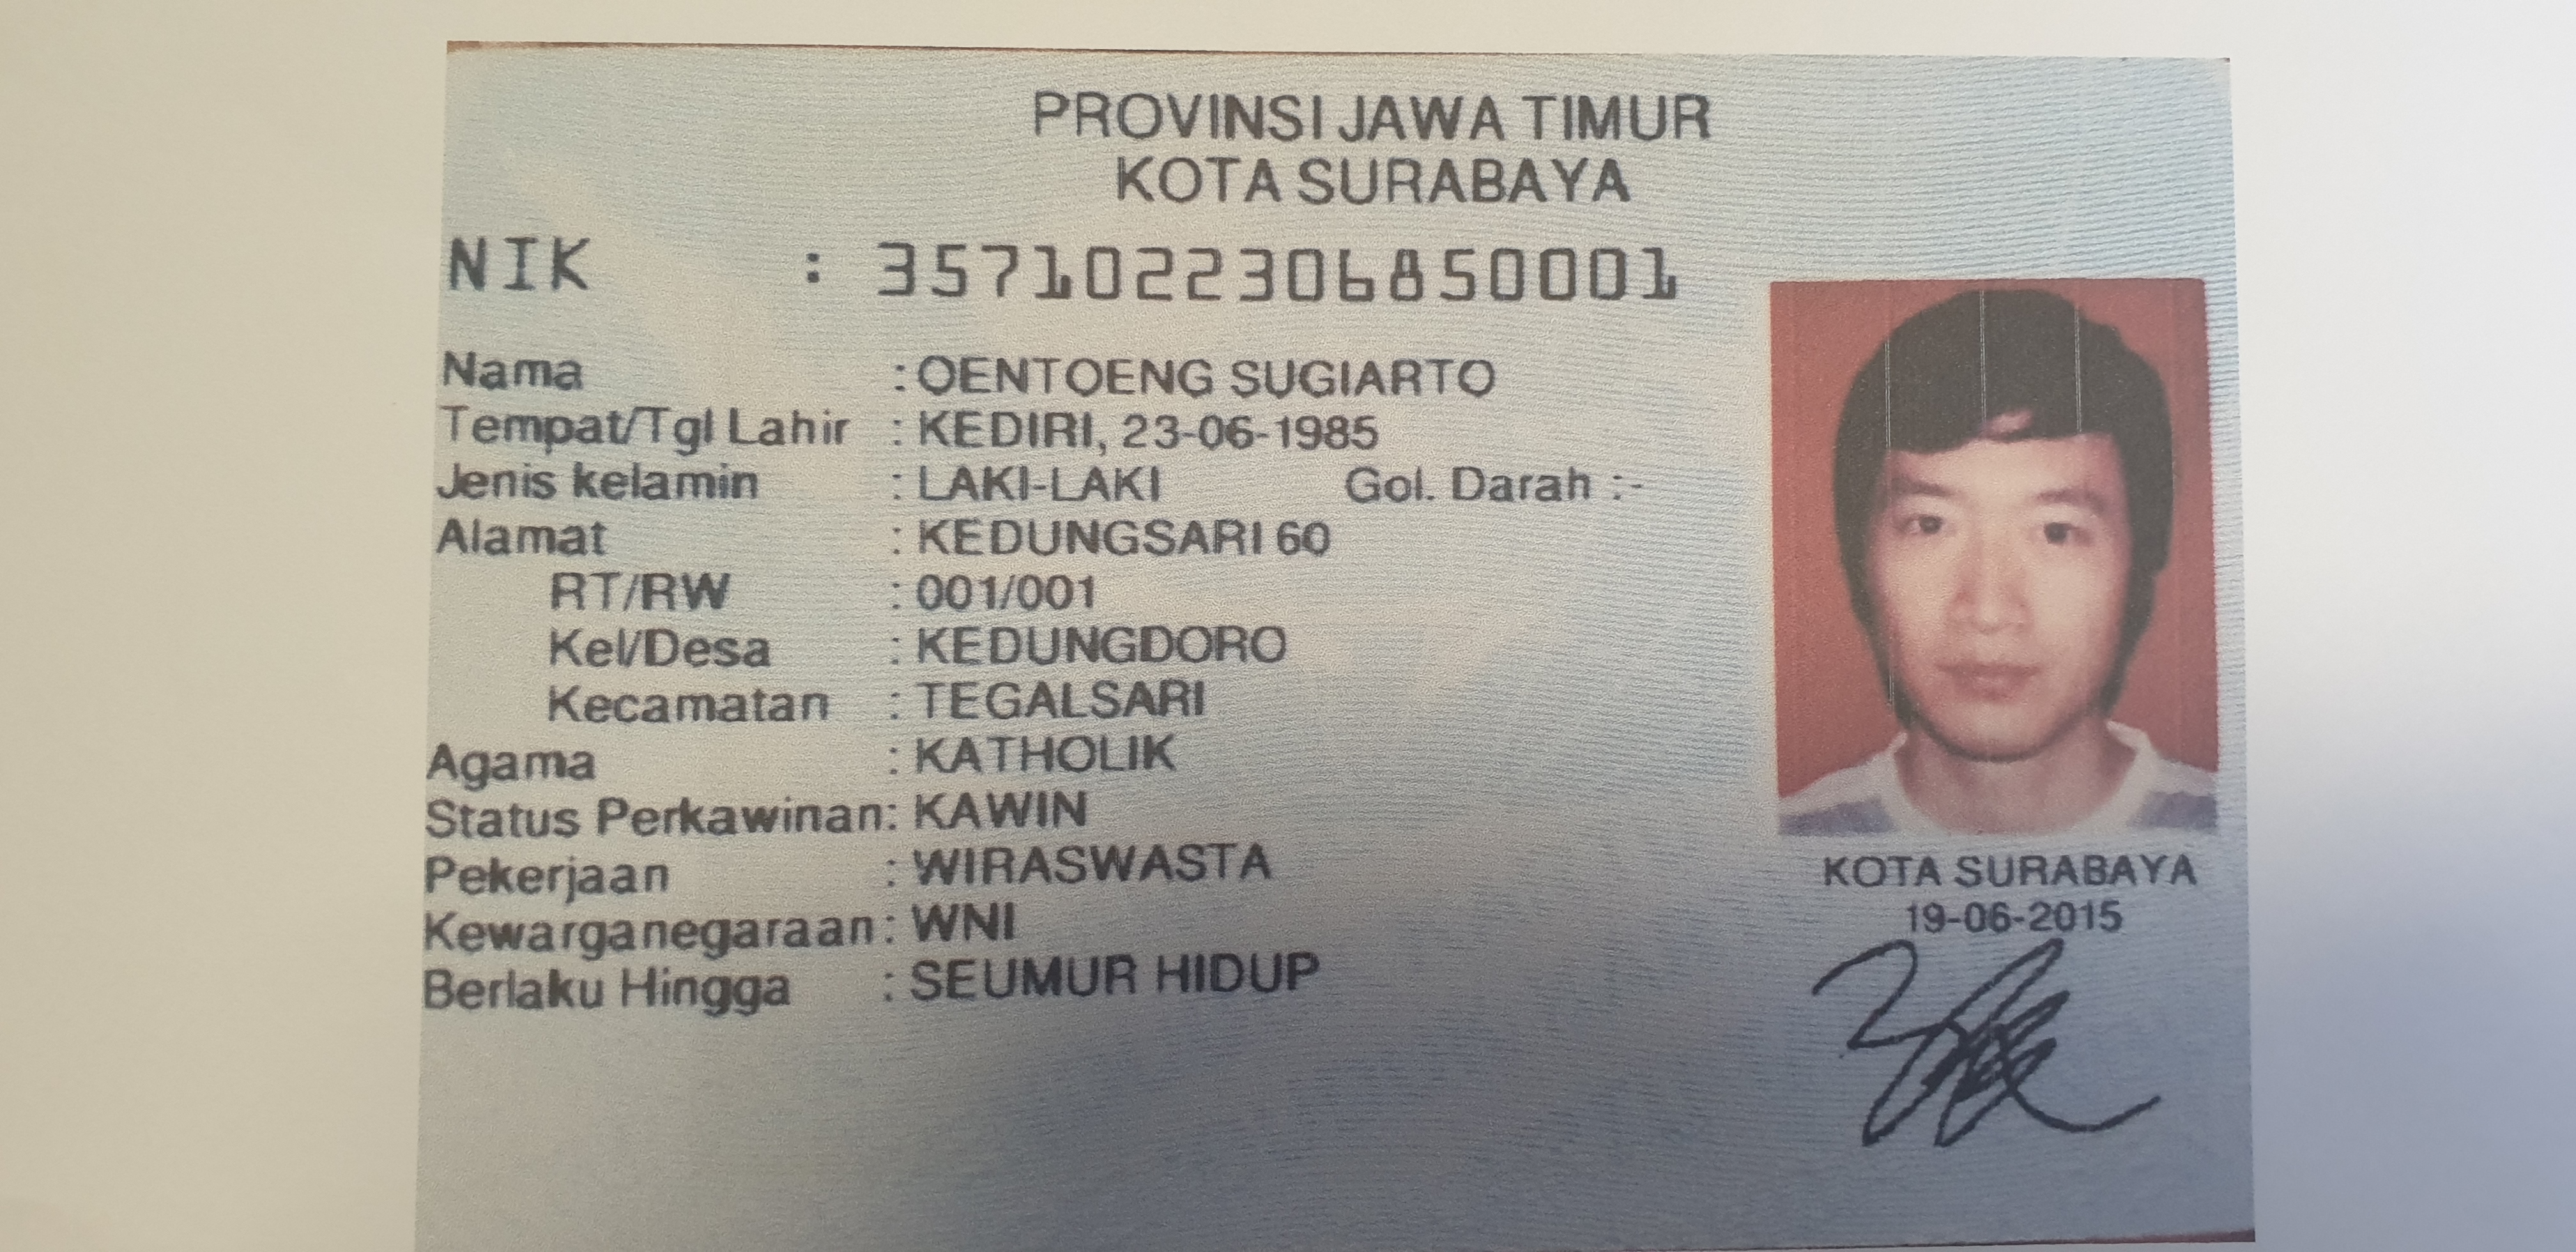 PROVINSI JAWA TIMUR
KOTA SURABAYA
NIK : 3571022306850001
Nama : OENTOENG SUGIARTO
Tempat/Tgl Lahir : KEDIRI, 23-06-1985
Jenis kelamin : LAKI-LAKI Gol. Darah :-
Alamat : KEDUNGSARI 60
RT/RW : 001/001
Kel/Desa : KEDUNGDORO
Kecamatan : TEGALSARI
Agama : KATHOLIK
Status Perkawinan: KAWIN
Pekerjaan : WIRASWASTA
Kewarganegaraan: WNI
Berlaku Hingga : SEUMUR HIDUP
KOTA SURABAYA
19-06-2015